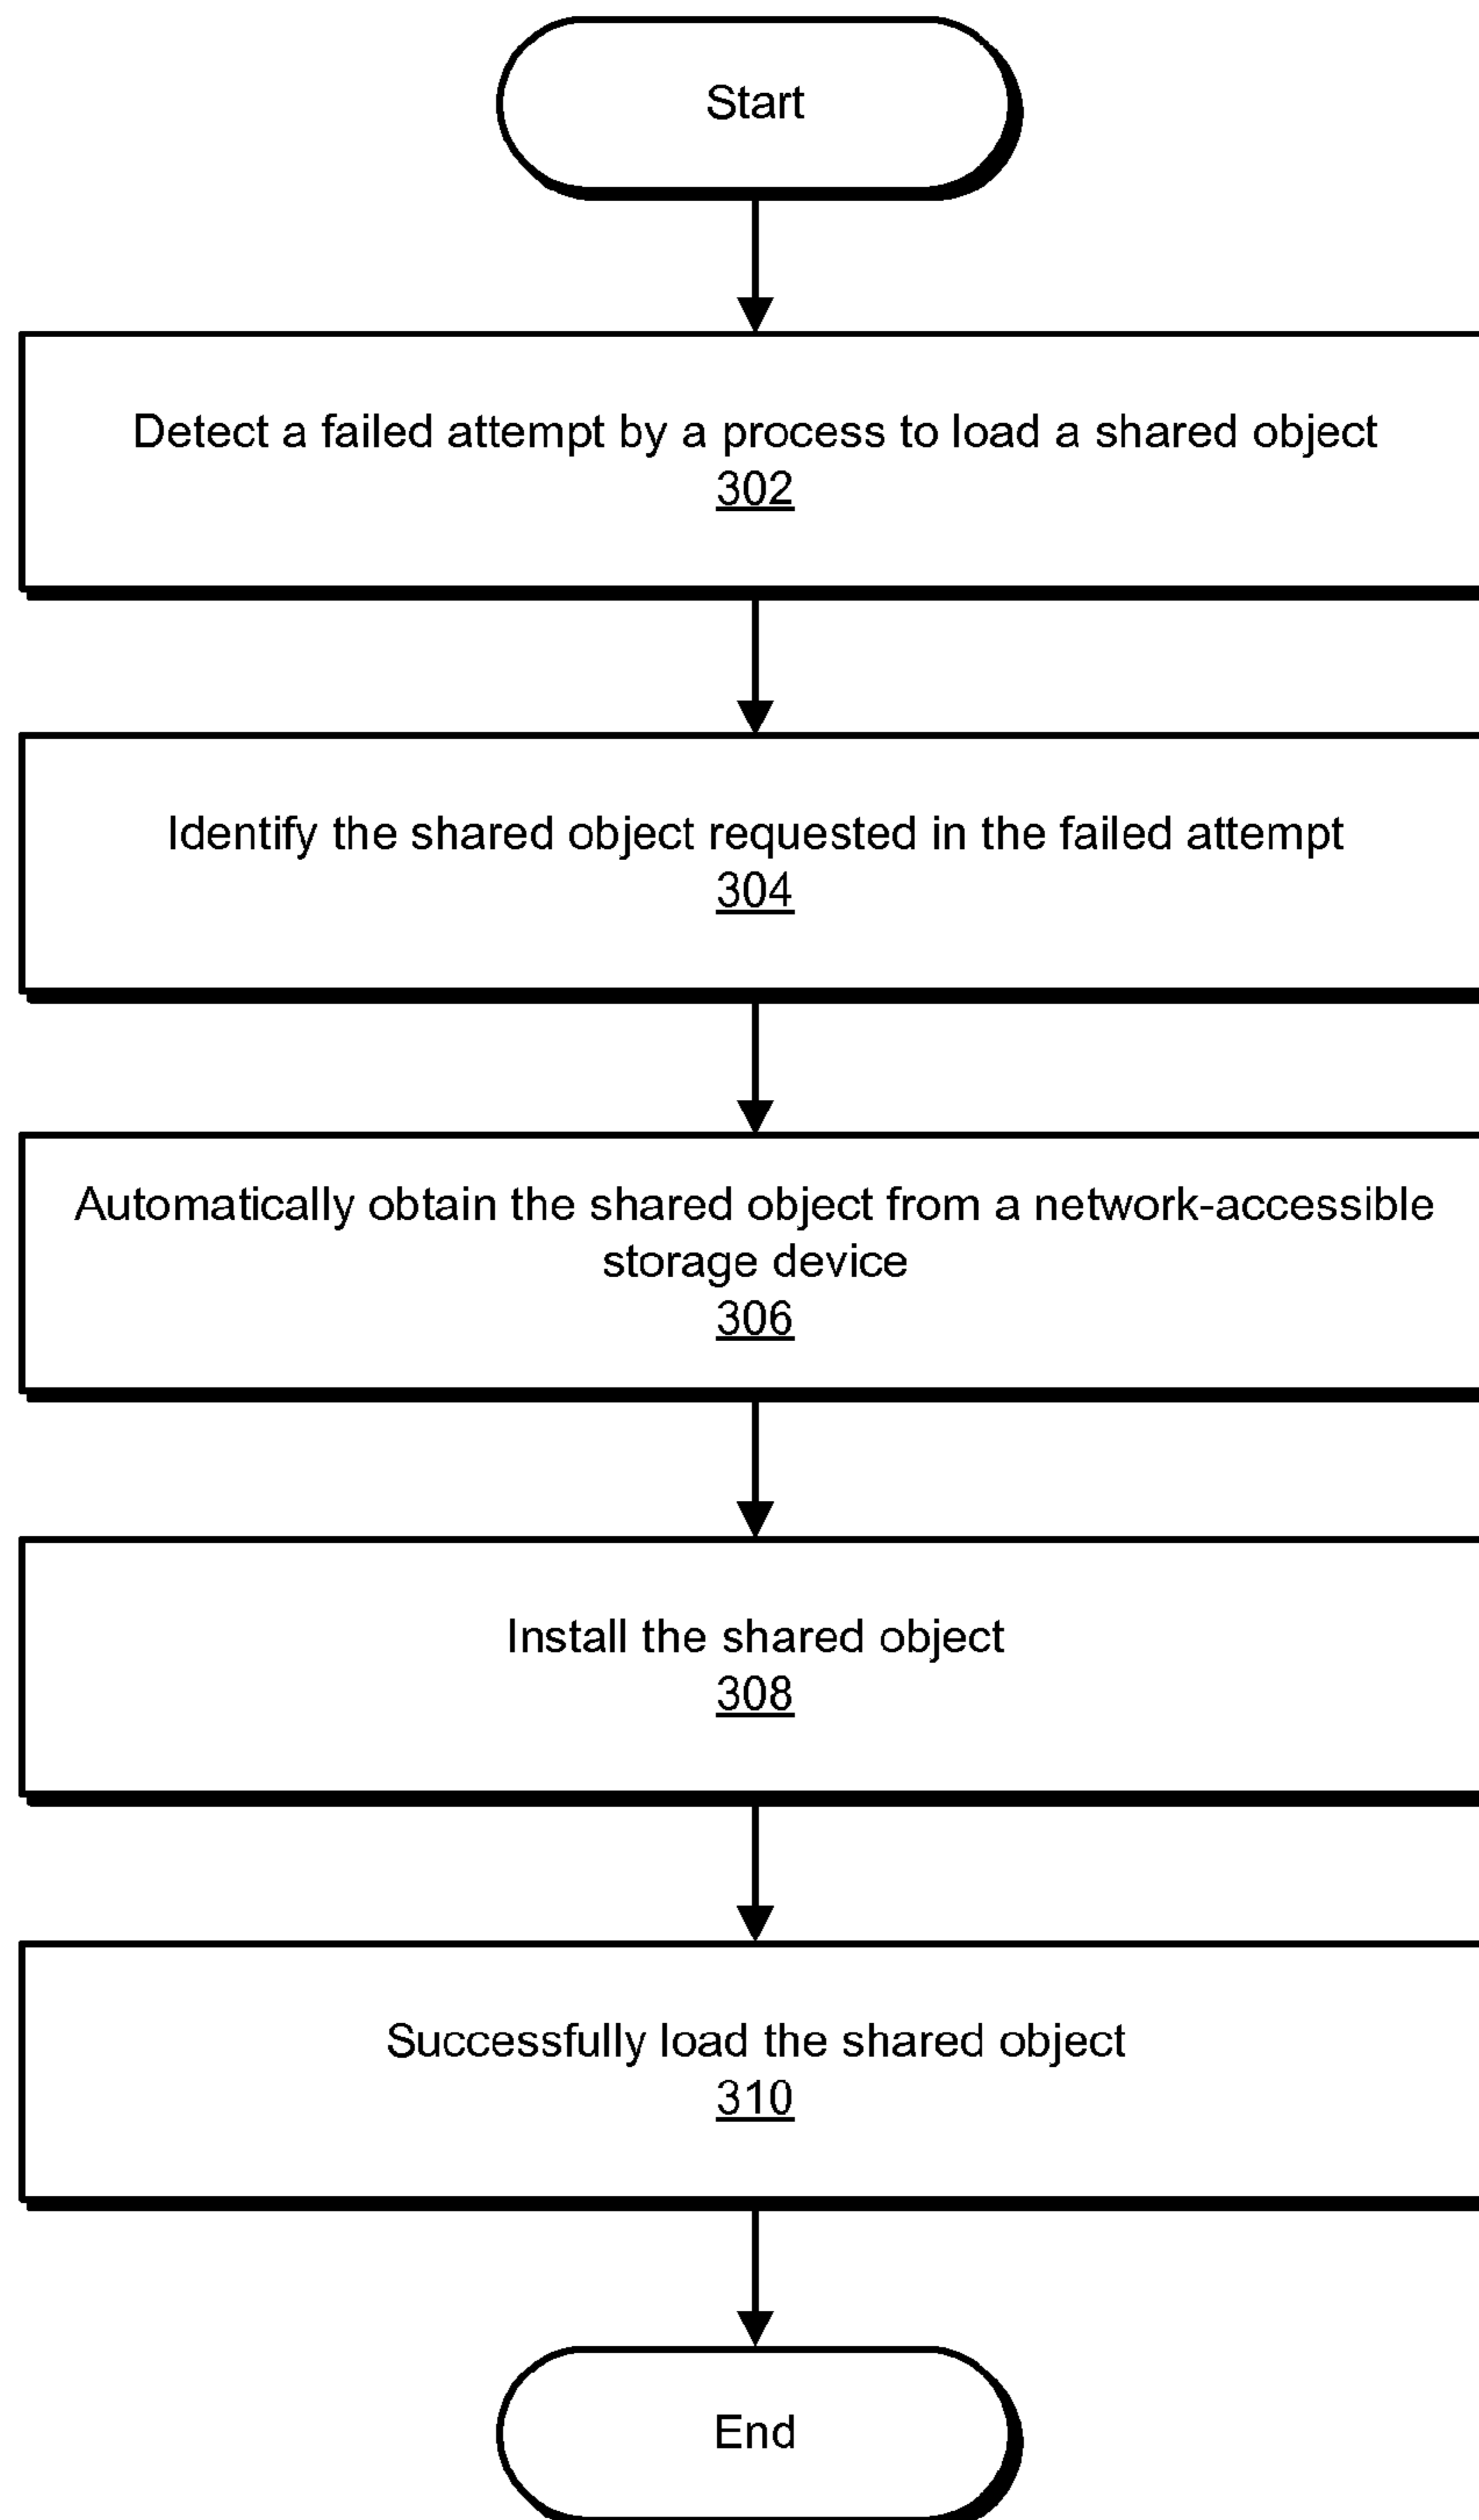 Start
Detect a failed attempt by a process to load a shared object
302
Identify the shared object requested in the failed attempt
304
Automatically obtain the shared object from a network-accessible
storage device
306
Install the shared object
308
Successfully load the shared object
310
End